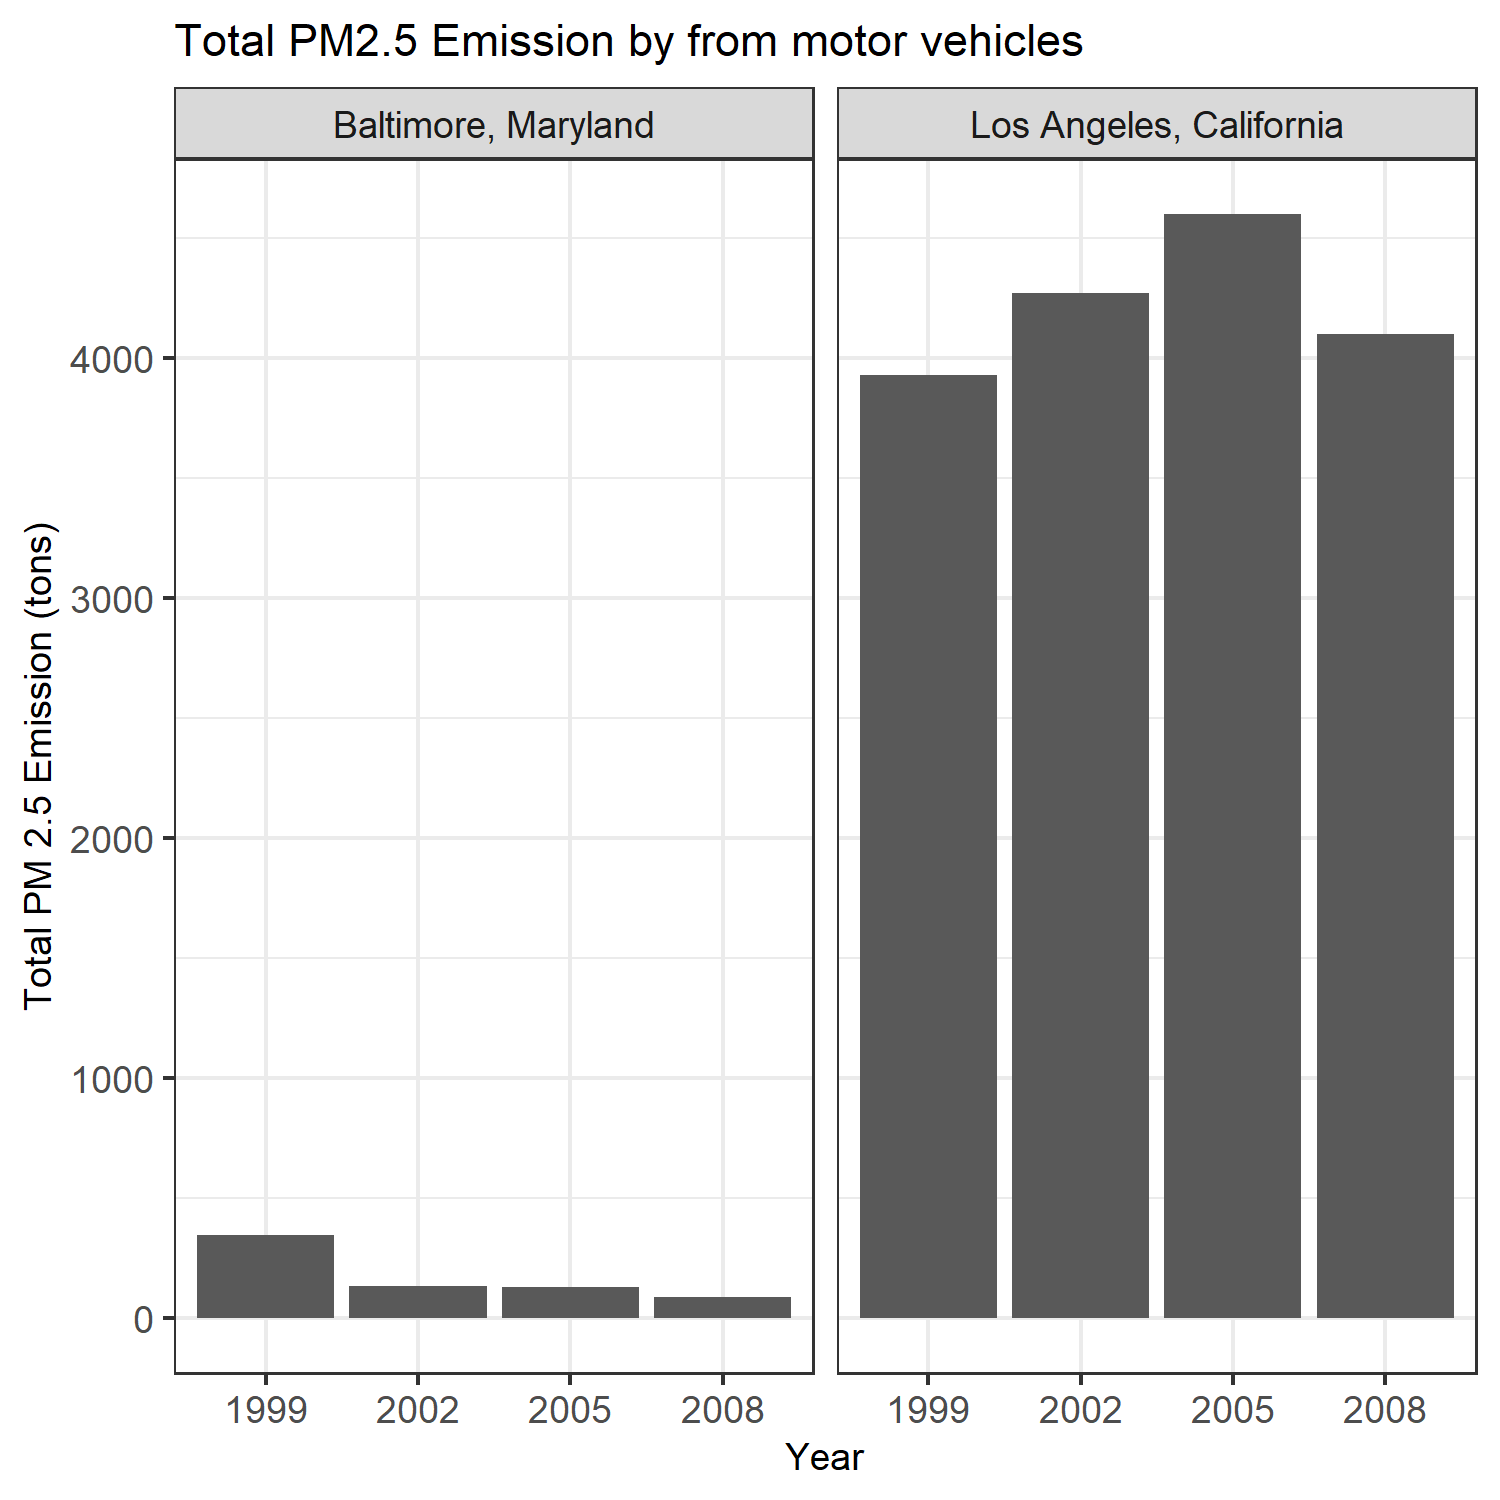 Total PM2.5 Emission by from motor vehicles
Baltimore, Maryland
Los Angeles, California
Total PM 2.5 Emission (tons)
4000
3000
2000
1000
0
1999 2002 2005 2008
1999 2002 2005 2008
Year